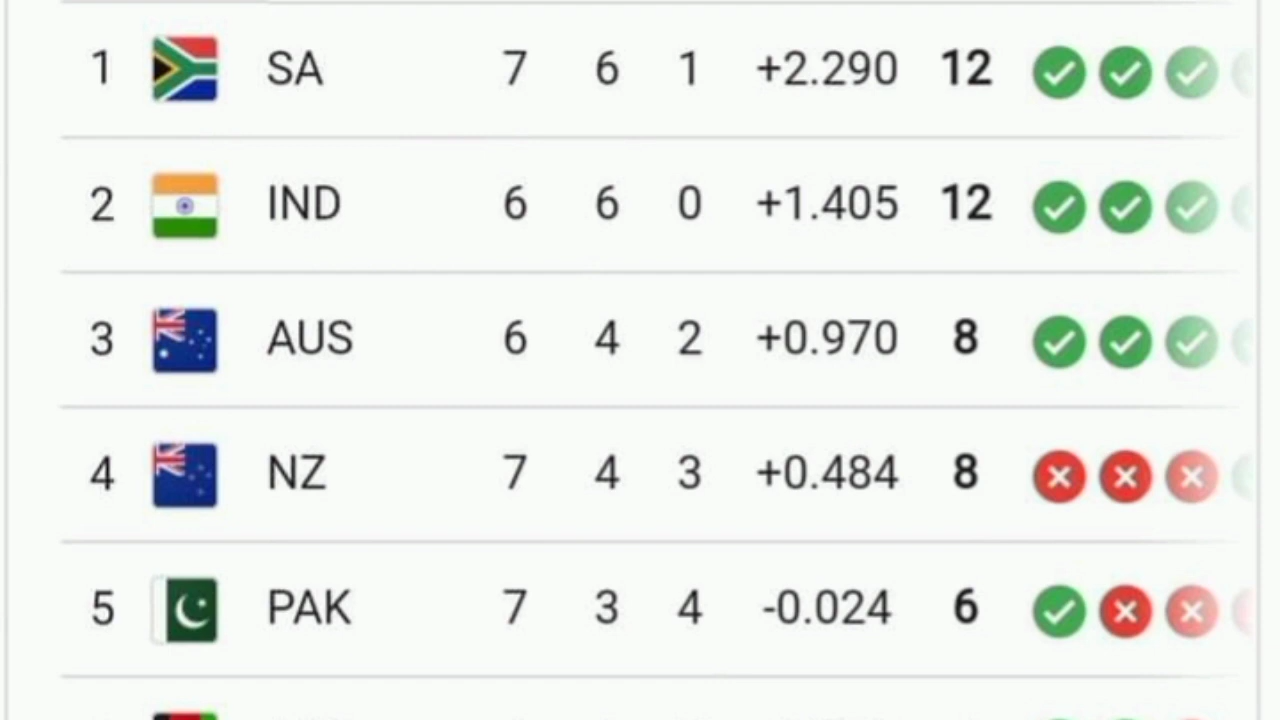 1 SA 7 6 1 +2.290 12
2 IND 6 6 0 +1.405 12
3 AUS 6 4 2 +0.970 8
4 NZ 7 4 3 +0.484 8
5 PAK 7 3 4 -0.024 6